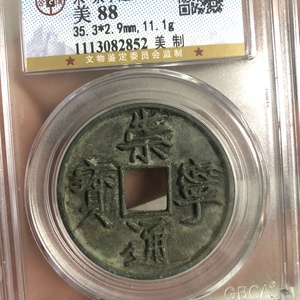 美 88
35.3*2.9mm,11.1g
1113082852 美 制
文物鉴定委员会监制
崇
寶 寧
通
GBCA